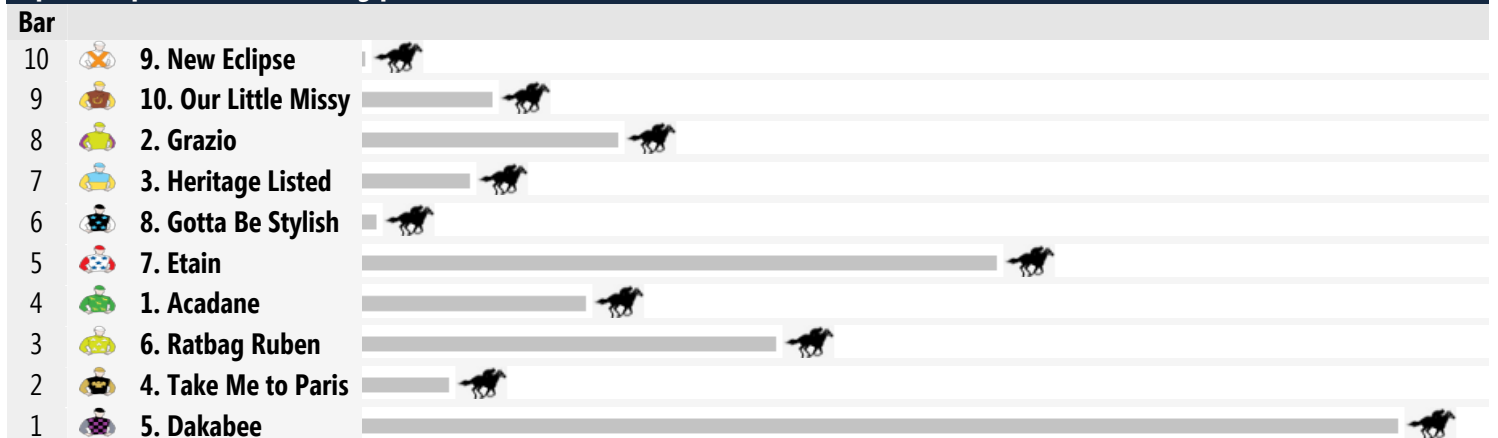 Bar
10 9. New Eclipse
9 10. Our Little Missy
8 2. Grazio
7 3. Heritage Listed
6 8. Gotta Be Stylish
5 7. Etain
4 1. Acadane
3 6. Ratbag Ruben
2 4. Take Me to Paris
1 5. Dakabee